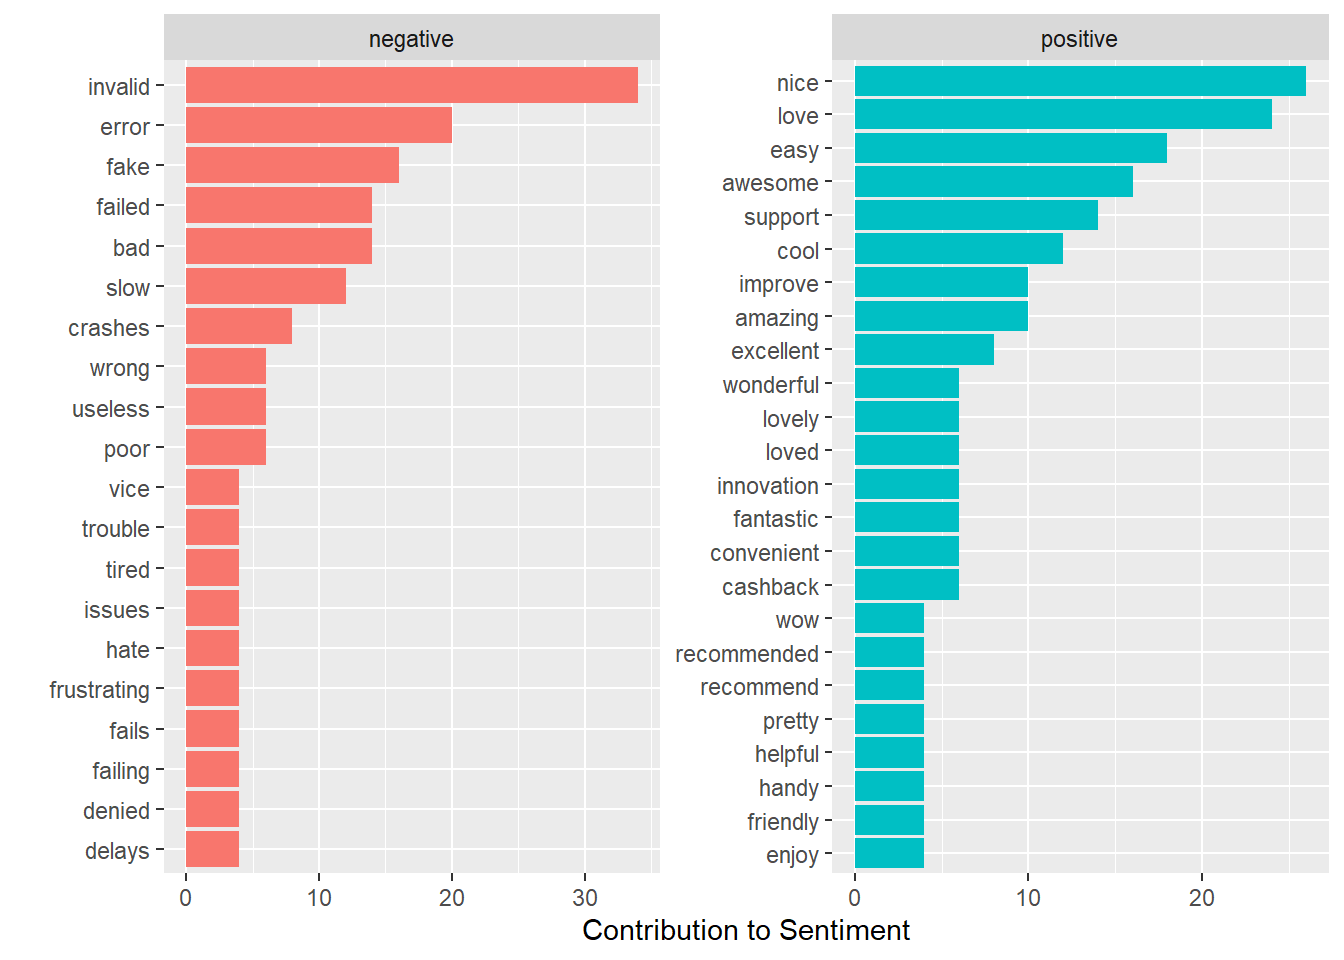 negative
invalid
error
fake
failed
bad
slow
crashes
wrong
useless
poor
vice
trouble
tired
issues
hate
frustrating
fails
failing
denied
delays
0 10 20 30
positive
nice
love
easy
awesome
support
cool
improve
amazing
excellent
wonderful
lovely
loved
innovation
fantastic
convenient
cashback
wow
recommended
recommend
pretty
helpful
handy
friendly
enjoy
0 10 20
Contribution to Sentiment